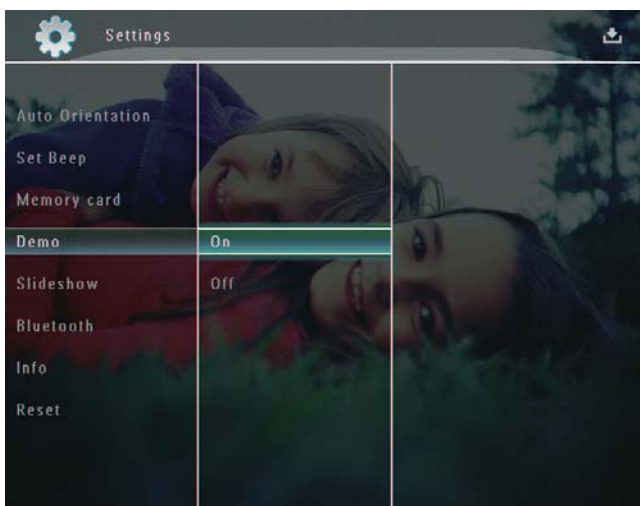 Settings
Auto Orientation
Set Beep
Memory card
Demo
On
Slideshow
Off
Bluetooth
Info
Reset